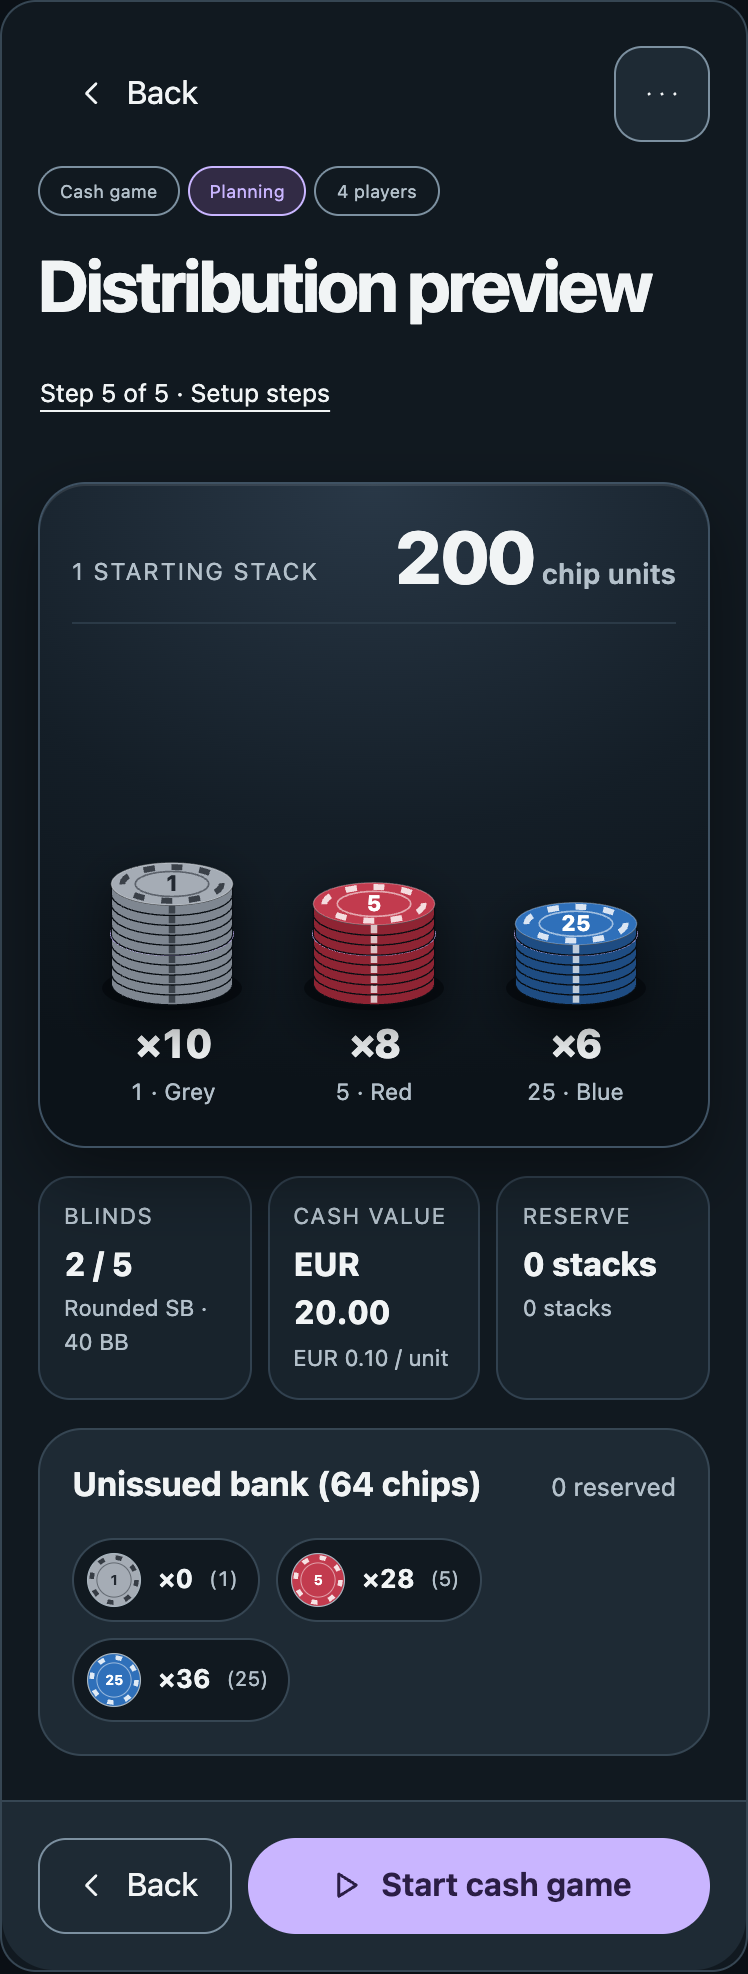 Back
...
Cash game
Planning
4 players
Distribution preview
Step 5 of 5 · Setup steps
1 STARTING STACK
200 chip units
1
5
25
×10
×8
×6
1 · Grey
5 · Red
25 · Blue
BLINDS
2 / 5
Rounded SB ·
40 BB
CASH VALUE
EUR
20.00
EUR 0.10 / unit
RESERVE
0 stacks
0 stacks
Unissued bank (64 chips)
0 reserved
1 ×0 (1)
5 ×28 (5)
25 ×36 (25)
Back
Start cash game